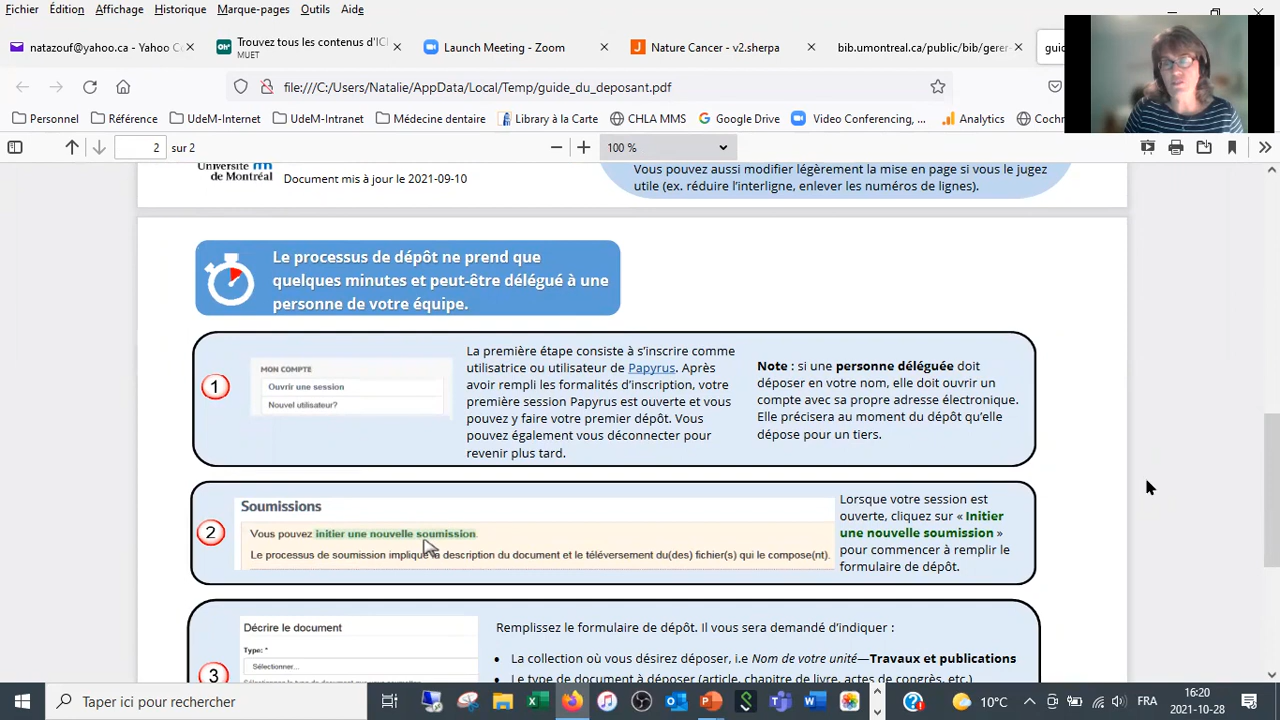 Fichier Édition Affichage Historique Marque-pages Outils Aide
natazouf@yahoo.ca - Yahoo C
Trouvez tous les contenus d'ICI
MUET
Launch Meeting - Zoom
Nature Cancer - v2.sherpa
bib.umontreal.ca/public/bib/gerer-
guid
file:///C:/Users/Natalie/AppData/Local/Temp/guide_du_deposant.pdf
Personnel Référence UdeM-Internet UdeM-Intranet Médecine dentaire Library à la Carte CHLA MMS Google Drive Video Conferencing, ... Analytics Cochr
2 sur 2 100 %
Université de Montréal
Document mis à jour le 2021-09-10
Vous pouvez aussi modifier légèrement la mise en page si vous le jugez
utile (ex. réduire l'interligne, enlever les numéros de lignes).
Le processus de dépôt ne prend que
quelques minutes et peut-être délégué à une
personne de votre équipe.
1
MON COMPTE
Ouvrir une session
Nouvel utilisateur?
La première étape consiste à s'inscrire comme
utilisatrice ou utilisateur de Papyrus. Après
avoir rempli les formalités d'inscription, votre
première session Papyrus est ouverte et vous
pouvez y faire votre premier dépôt. Vous
pouvez également vous déconnecter pour
revenir plus tard.
Note : si une personne déléguée doit
déposer en votre nom, elle doit ouvrir un
compte avec sa propre adresse électronique.
Elle précisera au moment du dépôt qu'elle
dépose pour un tiers.
2
Soumissions
Vous pouvez initier une nouvelle soumission.
Le processus de soumission implique la description du document et le téléversement du(des) fichier(s) qui le compose(nt).
Lorsque votre session est
ouverte, cliquez sur « Initier
une nouvelle soumission »
pour commencer à remplir le
formulaire de dépôt.
3
Décrire le document
Type: *
Sélectionner...
Remplissez le formulaire de dépôt. Il vous sera demandé d'indiquer :
• La collection où vous désirez déposer, i.e Nom de votre unité—Travaux et publications
Taper ici pour rechercher
10°C
FRA
16:20
2021-10-28